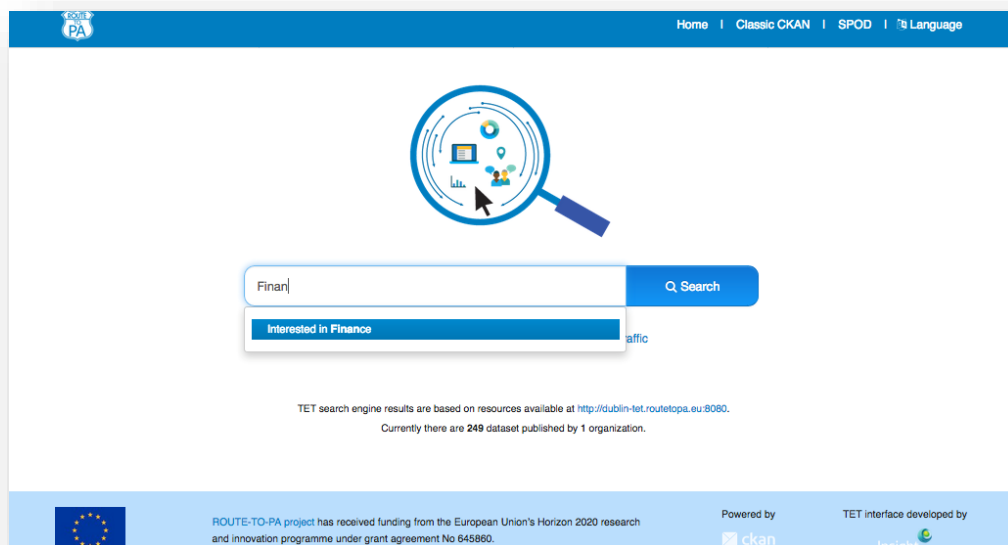 ROUTE
TO
PA
Home | Classic CKAN | SPOD | Language
Finan
Search
Interested in Finance
affic
TET search engine results are based on resources available at http://dublin-tet.routetopa.eu:8080.
Currently there are 249 dataset published by 1 organization.
ROUTE-TO-PA project has received funding from the European Union's Horizon 2020 research
and innovation programme under grant agreement No 645860.
Powered by
ckan
TET interface developed by
Insight